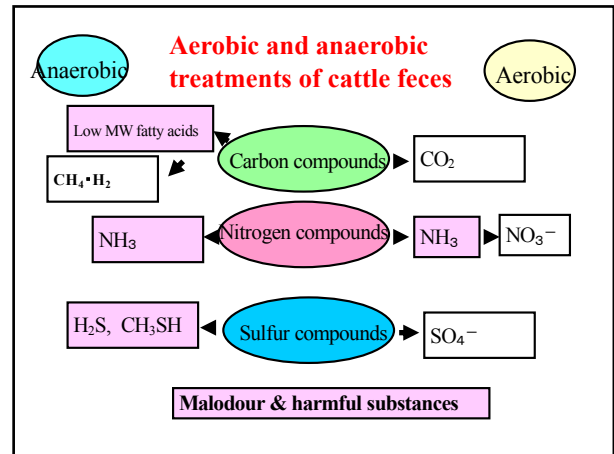 Anaerobic
Aerobic and anaerobic
treatments of cattle feces
Aerobic
Low MW fatty acids
CH₄・H₂
Carbon compounds
CO₂
NH₃
Nitrogen compounds
NH₃
NO₃⁻
H₂S, CH₃SH
Sulfur compounds
SO₄⁻
Malodour & harmful substances